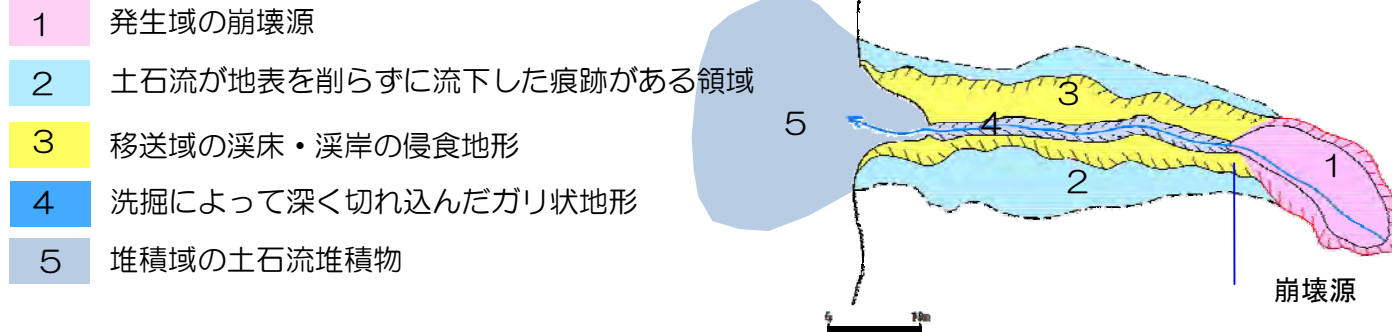 1 発生域の崩壊源
2 土石流が地表を削らずに流下した痕跡がある領域
3 移送域の渓床・渓岸の侵食地形
4 洗掘によって深く切れ込んだガリ状地形
5 堆積域の土石流堆積物
3
4
5
1
2
崩壊源
10m